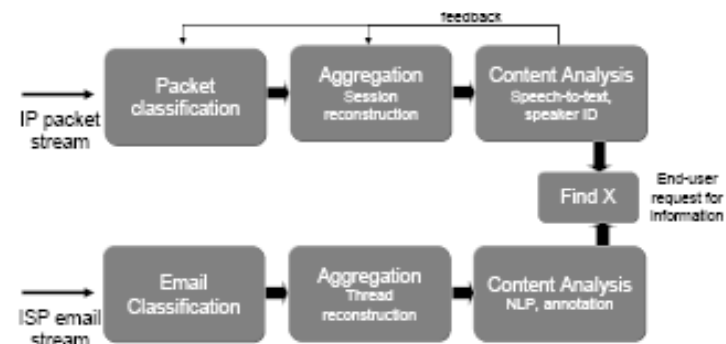 feedback
Packet
classification
Aggregation
Session
reconstruction
Content Analysis
Speech-to-text,
speaker ID
IP packet
stream
Find X
End-user
request for
information
Email
Classification
Aggregation
Thread
reconstruction
Content Analysis
NLP, annotation
ISP email
stream